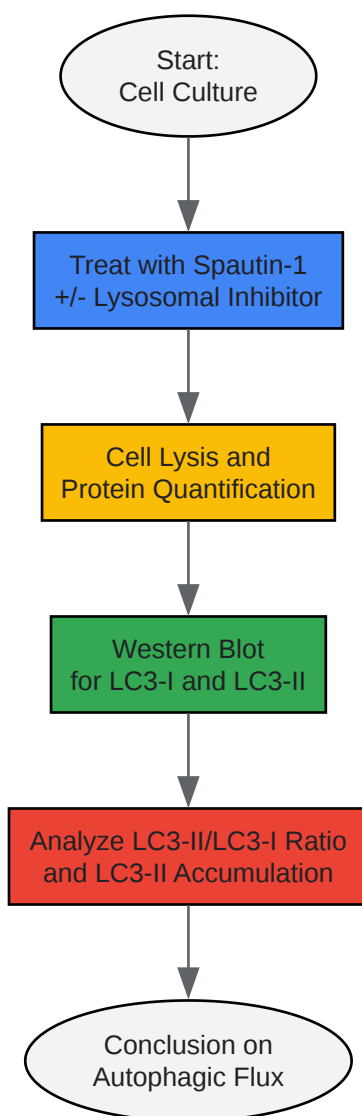 Start:
Cell Culture
Treat with Spautin-1
+/- Lysosomal Inhibitor
Cell Lysis and
Protein Quantification
Western Blot
for LC3-I and LC3-II
Analyze LC3-II/LC3-I Ratio
and LC3-II Accumulation
Conclusion on
Autophagic Flux